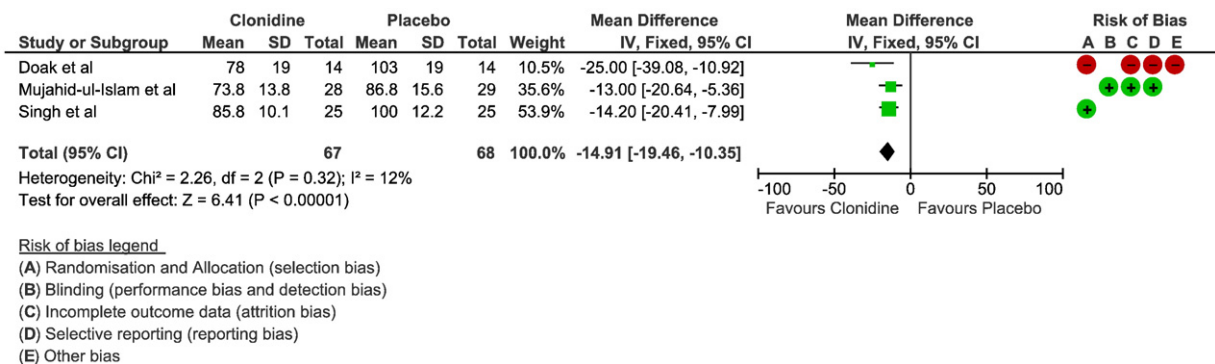 Clonidine Placebo Mean Difference Mean Difference Risk of Bias
Study or Subgroup Mean SD Total Mean SD Total Weight IV, Fixed, 95% CI IV, Fixed, 95% CI A B C D E
Doak et al 78 19 14 103 19 14 10.5% -25.00 [-39.08, -10.92] − − − −
Mujahid-ul-Islam et al 73.8 13.8 28 86.8 15.6 29 35.6% -13.00 [-20.64, -5.36] + + +
Singh et al 85.8 10.1 25 100 12.2 25 53.9% -14.20 [-20.41, -7.99] +
Total (95% CI) 67 68 100.0% -14.91 [-19.46, -10.35]
Heterogeneity: Chi² = 2.26, df = 2 (P = 0.32); I² = 12%
Test for overall effect: Z = 6.41 (P < 0.00001)
-100 -50 0 50 100
Favours Clonidine Favours Placebo
Risk of bias legend
(A) Randomisation and Allocation (selection bias)
(B) Blinding (performance bias and detection bias)
(C) Incomplete outcome data (attrition bias)
(D) Selective reporting (reporting bias)
(E) Other bias